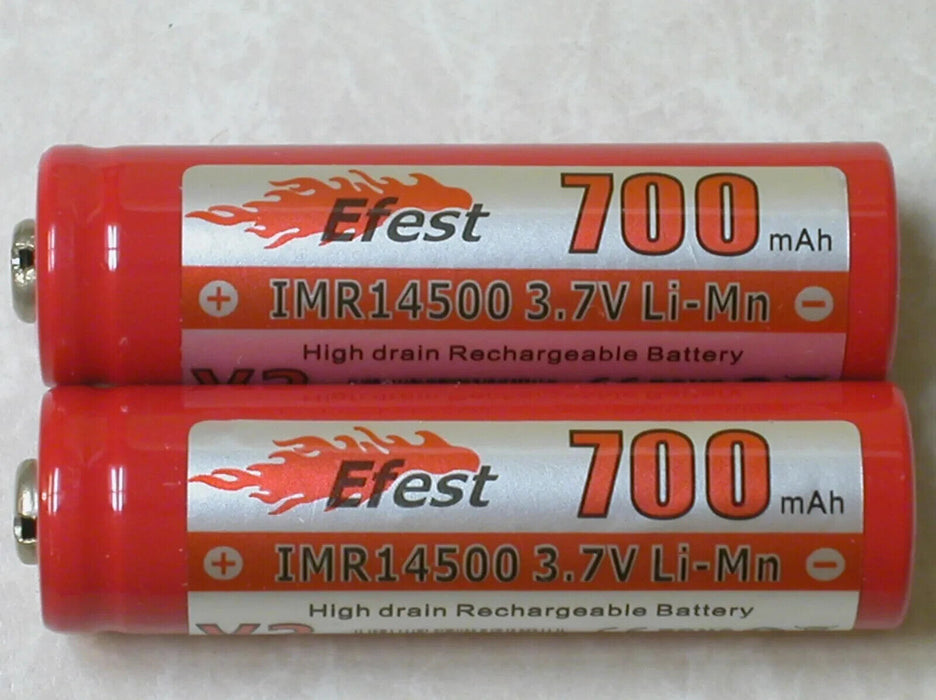 Efest 700 mAh
+ IMR14500 3.7V Li-Mn −
High drain Rechargeable Battery
Efest 700 mAh
+ IMR14500 3.7V Li-Mn −
High drain Rechargeable Battery